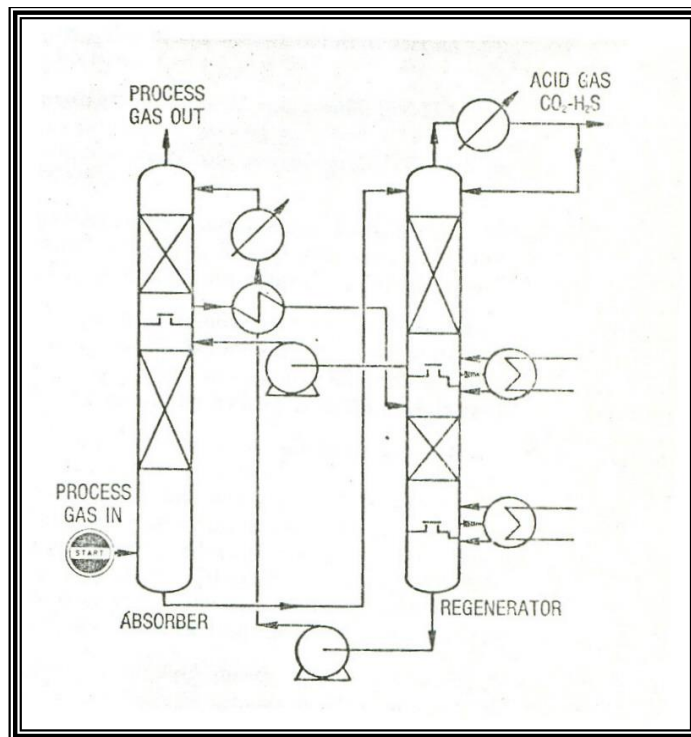 PROCESS
GAS OUT
ACID GAS
CO₂-H₂S
PROCESS
GAS IN
START
ABSORBER
REGENERATOR